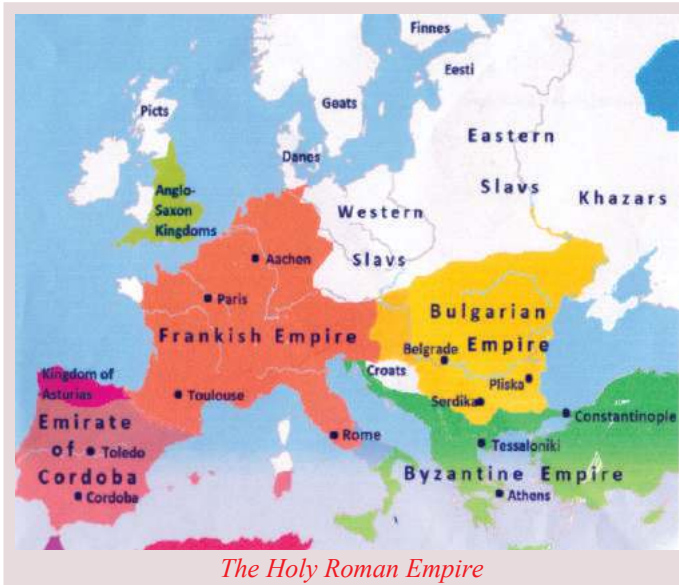 Finnes
Eesti
Geats
Picts
Eastern
Slavs
Danes
Khazars
Anglo-
Saxon
Kingdoms
Western
Slavs
Aachen
Paris
Bulgarian
Empire
Frankish Empire
Belgrade
Croats
Kingdom of
Asturias
Pliska
Toulouse
Serdika
Constantinople
Emirate
of
Cordoba
Toledo
Rome
Tessaloniki
Byzantine Empire
Cordoba
Athens
The Holy Roman Empire